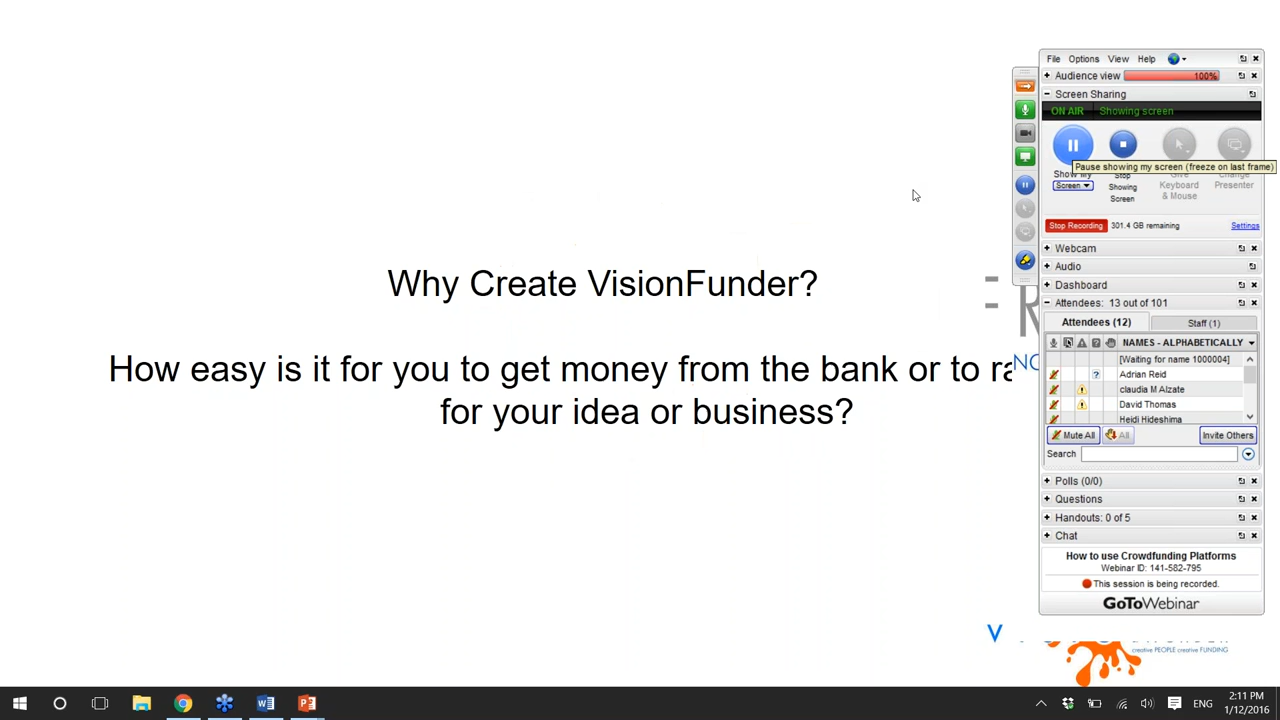 File Options View Help
Audience view 100%
Screen Sharing
ON AIR Showing screen
Pause showing my screen (freeze on last frame)
Show My
Screen
Stop
Showing
Screen
Give
Keyboard
& Mouse
Change
Presenter
Stop Recording 301.4 GB remaining Settings
Webcam
Audio
Dashboard
Attendees: 13 out of 101
Attendees (12) Staff (1)
NAMES - ALPHABETICALLY
[Waiting for name 1000004]
Adrian Reid
claudia M Alzate
David Thomas
Heidi Hideshima
Mute All All Invite Others
Search
Polls (0/0)
Questions
Handouts: 0 of 5
Chat
How to use Crowdfunding Platforms
Webinar ID: 141-582-795
This session is being recorded.
GoToWebinar
Why Create VisionFunder?
How easy is it for you to get money from the bank or to ra
for your idea or business?
creative PEOPLE creative FUNDING
ENG
2:11 PM
1/12/2016